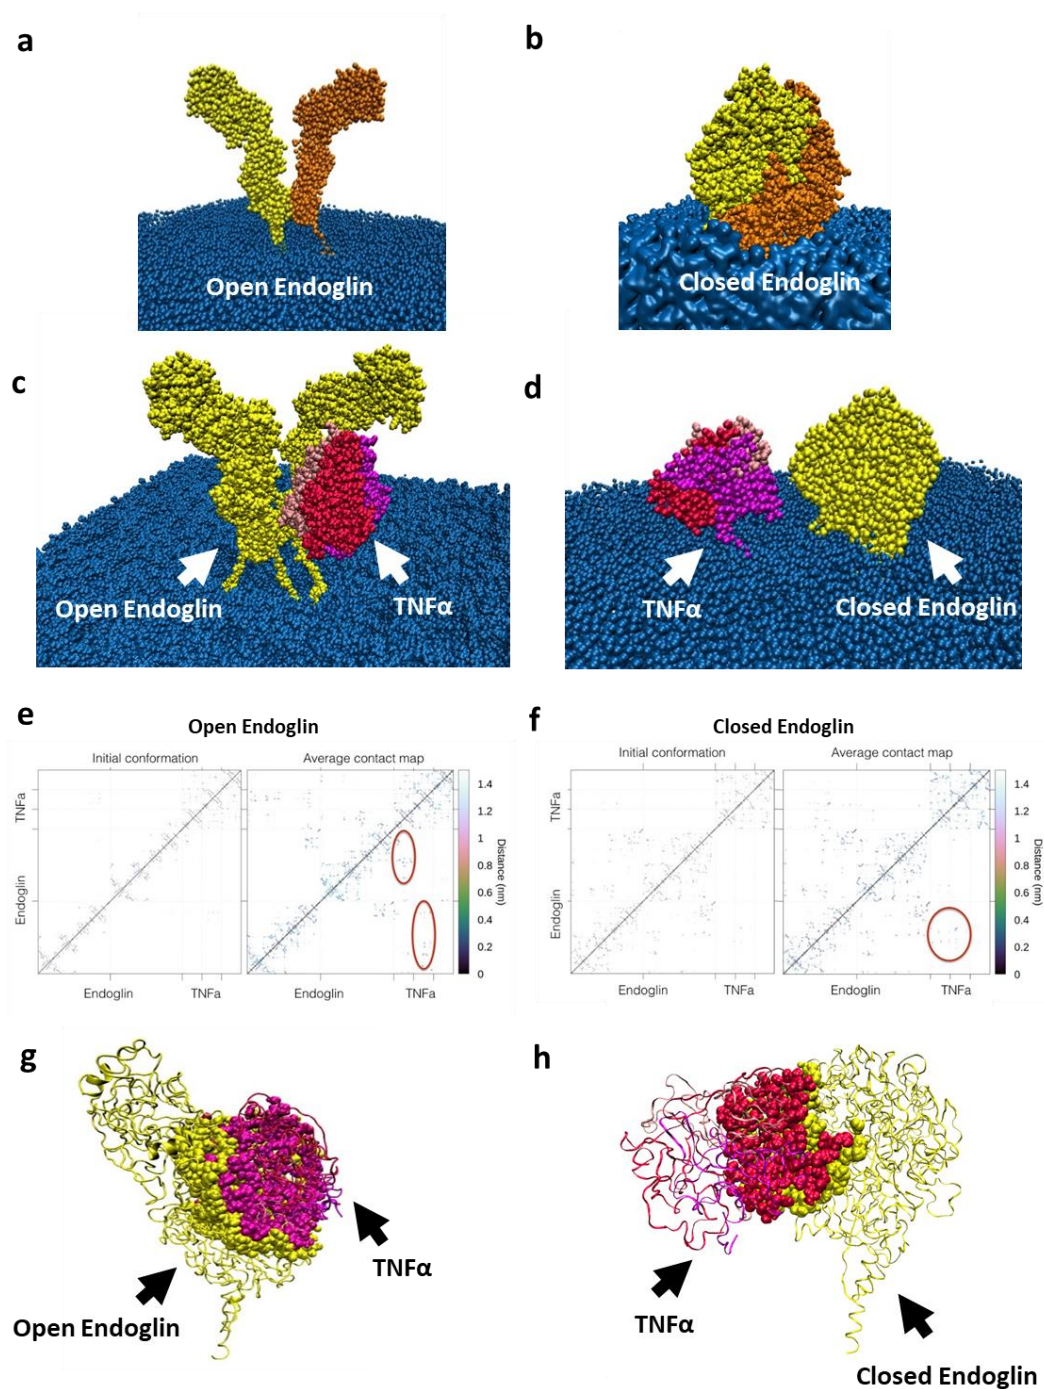 a
b
Open Endoglin
Closed Endoglin
c
d
Open Endoglin
TNFα
TNFα
Closed Endoglin
e
Open Endoglin
Initial conformation
Average contact map
TNFa
Endoglin
Endoglin
TNFa
Endoglin
TNFa
1.4
1.2
1
0.8
0.6
0.4
0.2
0
Distance (nm)
f
Closed Endoglin
Initial conformation
Average contact map
TNFa
Endoglin
Endoglin
TNFa
Endoglin
TNFa
1.4
1.2
1
0.8
0.6
0.4
0.2
0
Distance (nm)
g
TNFα
Open Endoglin
h
TNFα
Closed Endoglin